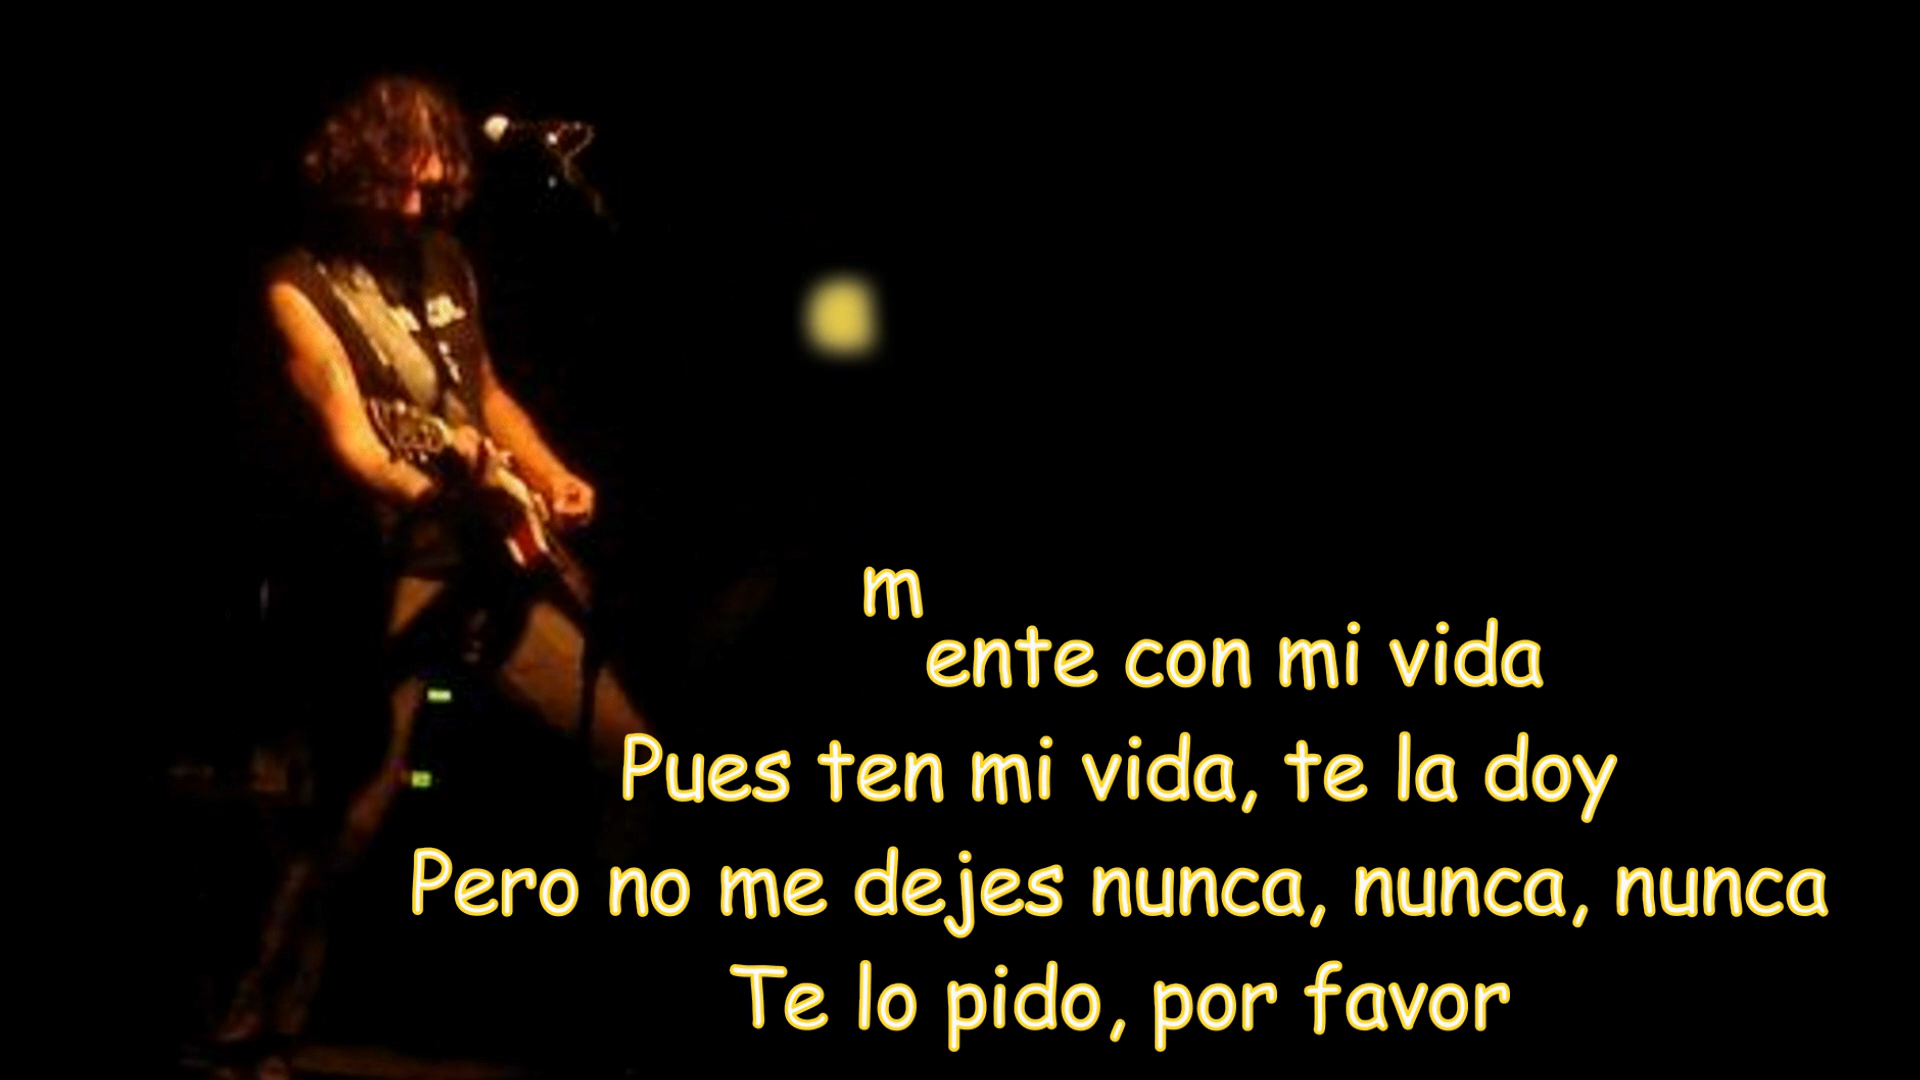 mente con mi vida
Pues ten mi vida, te la doy
Pero no me dejes nunca, nunca, nunca
Te lo pido, por favor